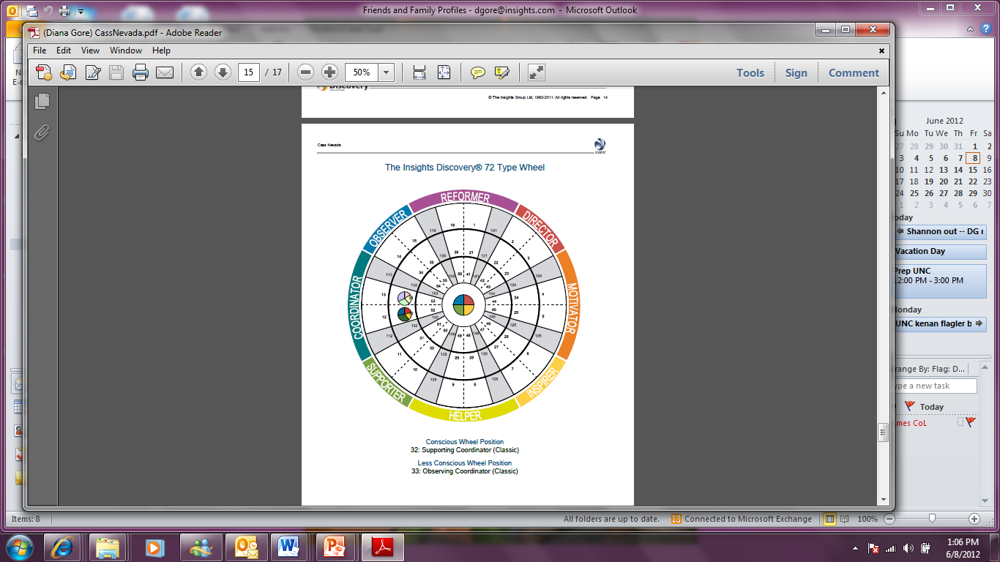 Friends and Family Profiles - dgore@insights.com - Microsoft Outlook
(Diana Gore) CassNevada.pdf - Adobe Reader
File Edit View Window Help
15 / 17 50% Tools Sign Comment
Discovery
© The Insights Group Ltd, 1992-2011. All rights reserved. Page 14
Cass Nevada
The Insights Discovery® 72 Type Wheel
REFORMER
DIRECTOR
MOTIVATOR
INSPIRER
HELPER
SUPPORTER
COORDINATOR
OBSERVER
116 16 1 101
15 2
14 136 36 21 121 3
113 35 22 104
34 23
133 56 41 141 124
55 42
54 43
13 153 144 24 4
53 44
12 52 45 25 5
152 145
132 51 46 125
112 50 47 105
31 49 48 26
11 30 129 29 28 128 27 6
10 7
109 9 8 108
Conscious Wheel Position
32: Supporting Coordinator (Classic)
Less Conscious Wheel Position
33: Observing Coordinator (Classic)
June 2012
Su Mo Tu We Th Fr Sa
27 28 29 30 31 1 2
3 4 5 6 7 8 9
10 11 12 13 14 15 16
17 18 19 20 21 22 23
24 25 26 27 28 29 30
1 2 3 4 5 6 7
oday
Shannon out -- DG
Vacation Day
Prep UNC
2:00 PM - 3:00 PM
onday
UNC kenan flagler b
range By: Flag: D...
ype a new task
Today
mes CoL
Items: 8 All folders are up to date. Connected to Microsoft Exchange 100%
1:06 PM
6/8/2012